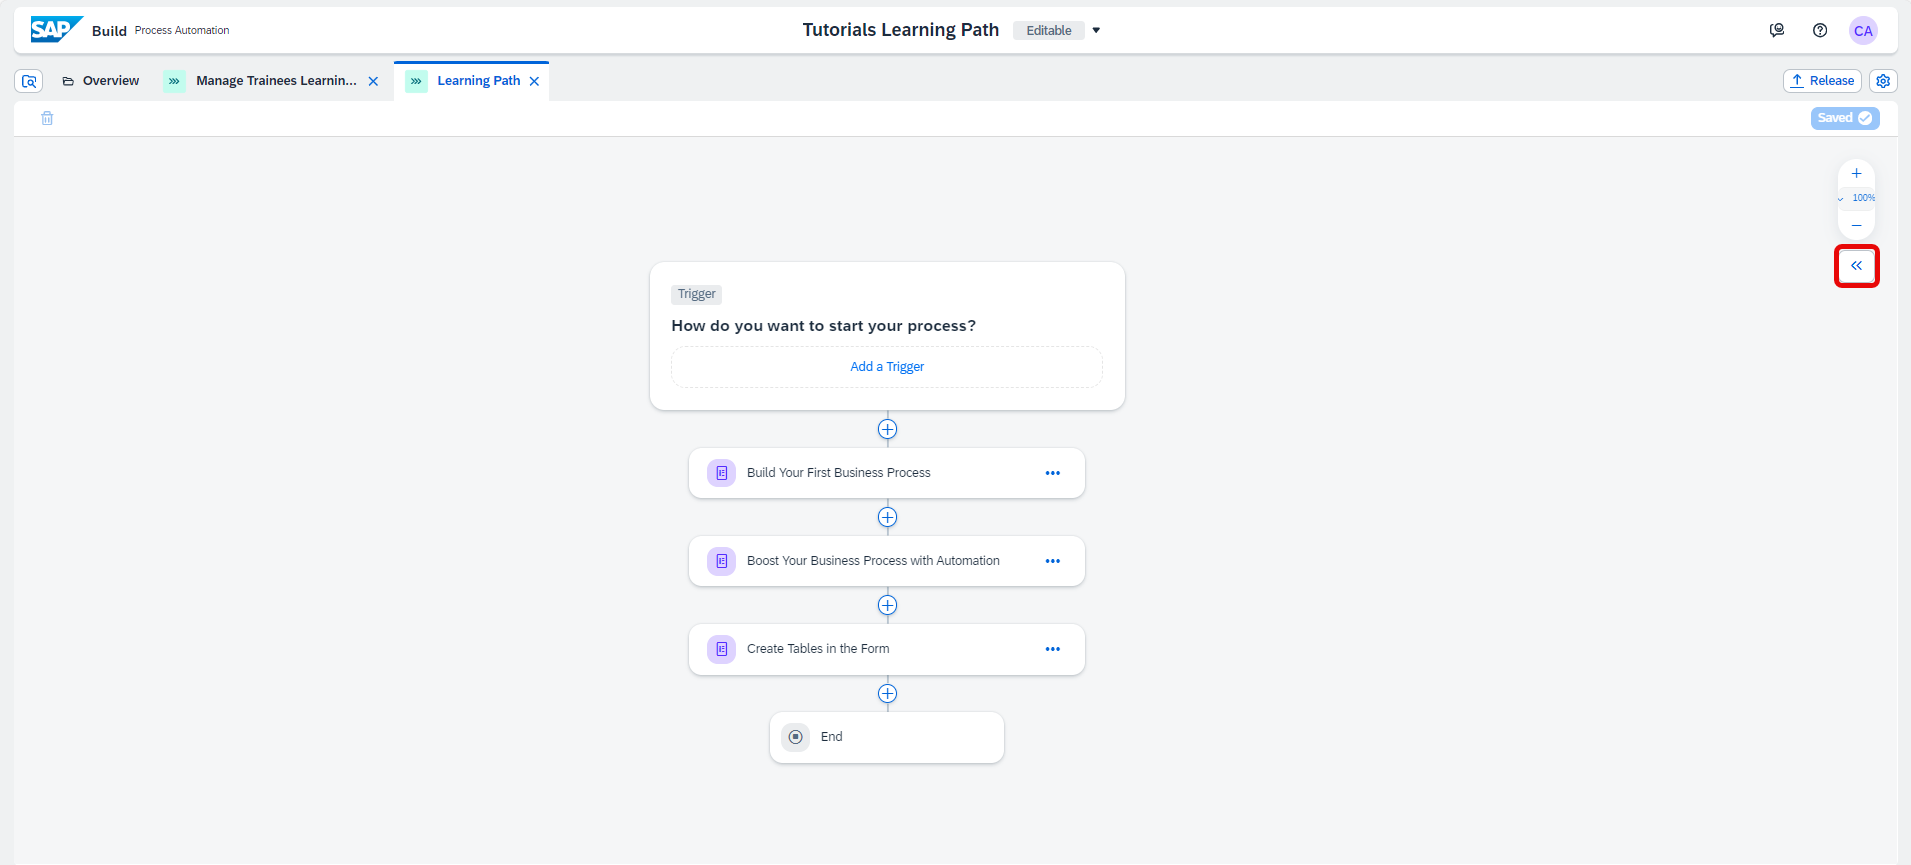 SAP Build Process Automation
Tutorials Learning Path Editable
CA
Overview
Manage Trainees Learnin...
Learning Path
Release
Saved
100%
Trigger
How do you want to start your process?
Add a Trigger
Build Your First Business Process
Boost Your Business Process with Automation
Create Tables in the Form
End